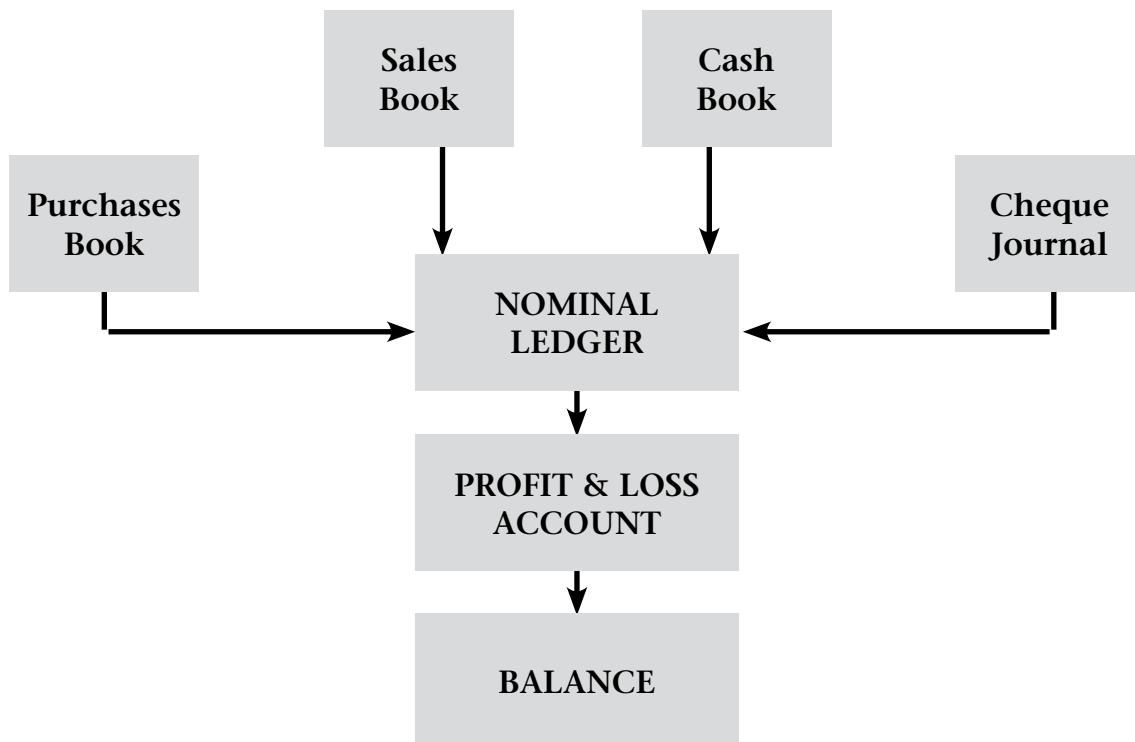 Sales
Book
Cash
Book
Purchases
Book
Cheque
Journal
NOMINAL
LEDGER
PROFIT & LOSS
ACCOUNT
BALANCE